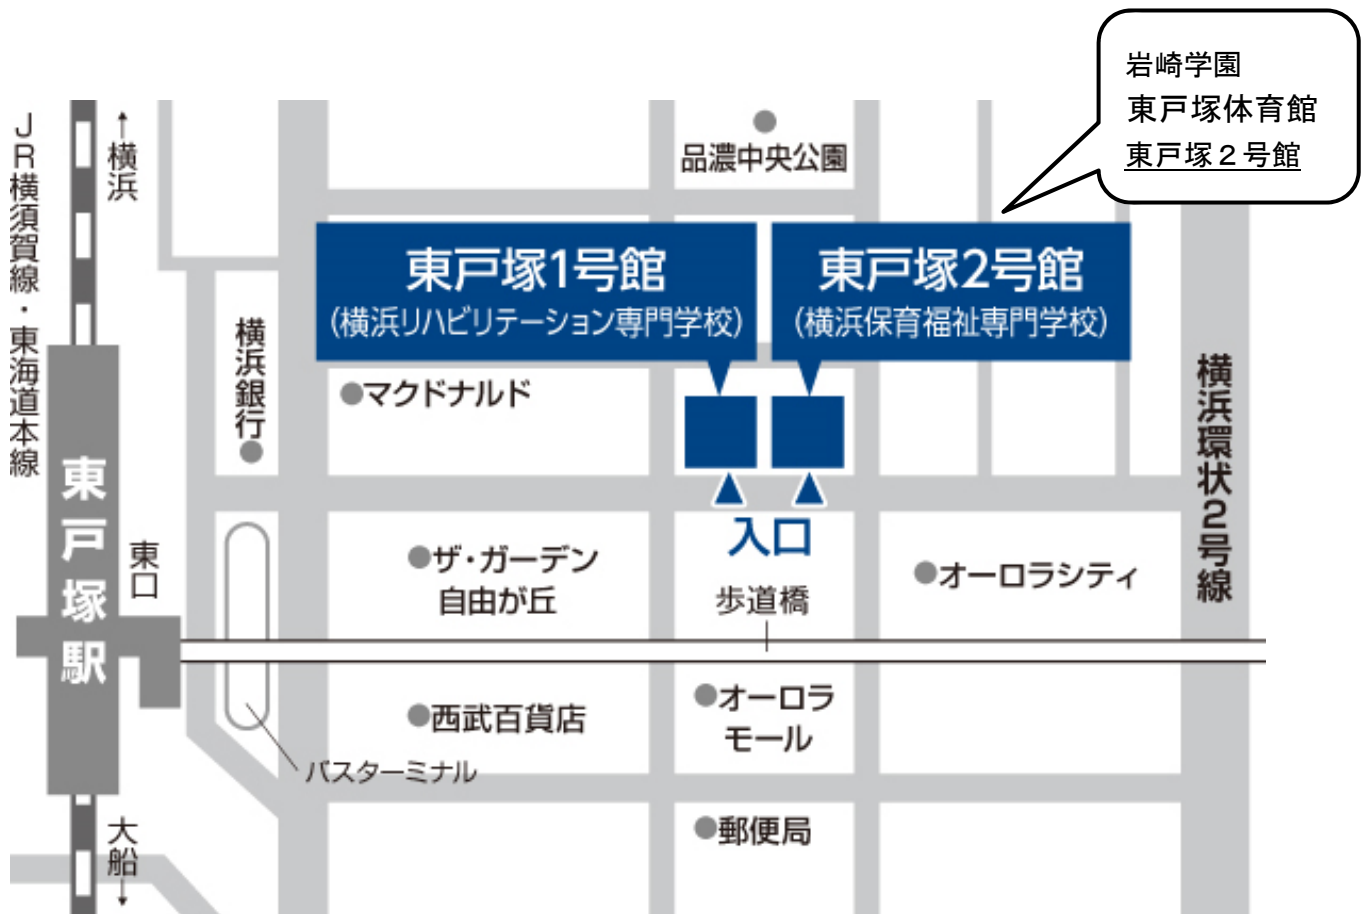 岩崎学園
東戸塚体育館
東戸塚２号館
JR横須賀線・東海道本線
↑横浜
品濃中央公園
東戸塚1号館
(横浜リハビリテーション専門学校)
東戸塚2号館
(横浜保育福祉専門学校)
横浜銀行
マクドナルド
横浜環状2号線
東戸塚駅
東口
入口
ザ・ガーデン
自由が丘
歩道橋
オーロラシティ
西武百貨店
オーロラ
モール
バスターミナル
郵便局
大船↓